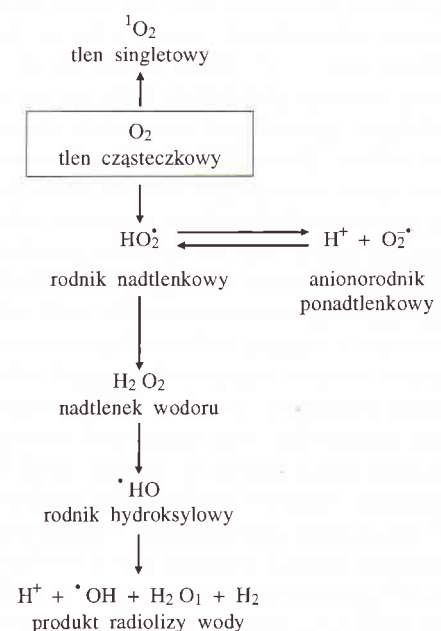 ¹O₂
tlen singletowy
O₂
tlen cząsteczkowy
HO₂• H⁺ + O₂⁻•
rodnik nadtlenkowy anionorodnik
ponadtlenkowy
H₂O₂
nadtlenek wodoru
•HO
rodnik hydroksylowy
H⁺ + •OH + H₂O₁ + H₂
produkt radiolizy wody